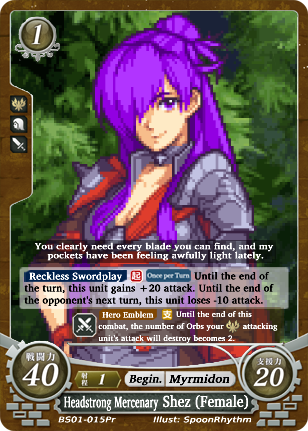 1
You clearly need every blade you can find, and my
pockets have been feeling awfully light lately.
Reckless Swordplay Once per Turn Until the end of
the turn, this unit gains +20 attack. Until the end
of the opponent's next turn, this unit loses -10 attack.
Hero Emblem 支 Until the end of this
combat, the number of Orbs your attacking
unit's attack will destroy becomes 2.
戦闘力
40
射程 1
Begin. Myrmidon
支援力
20
Headstrong Mercenary Shez (Female)
BS01-015Pr Illust: SpoonRhythm